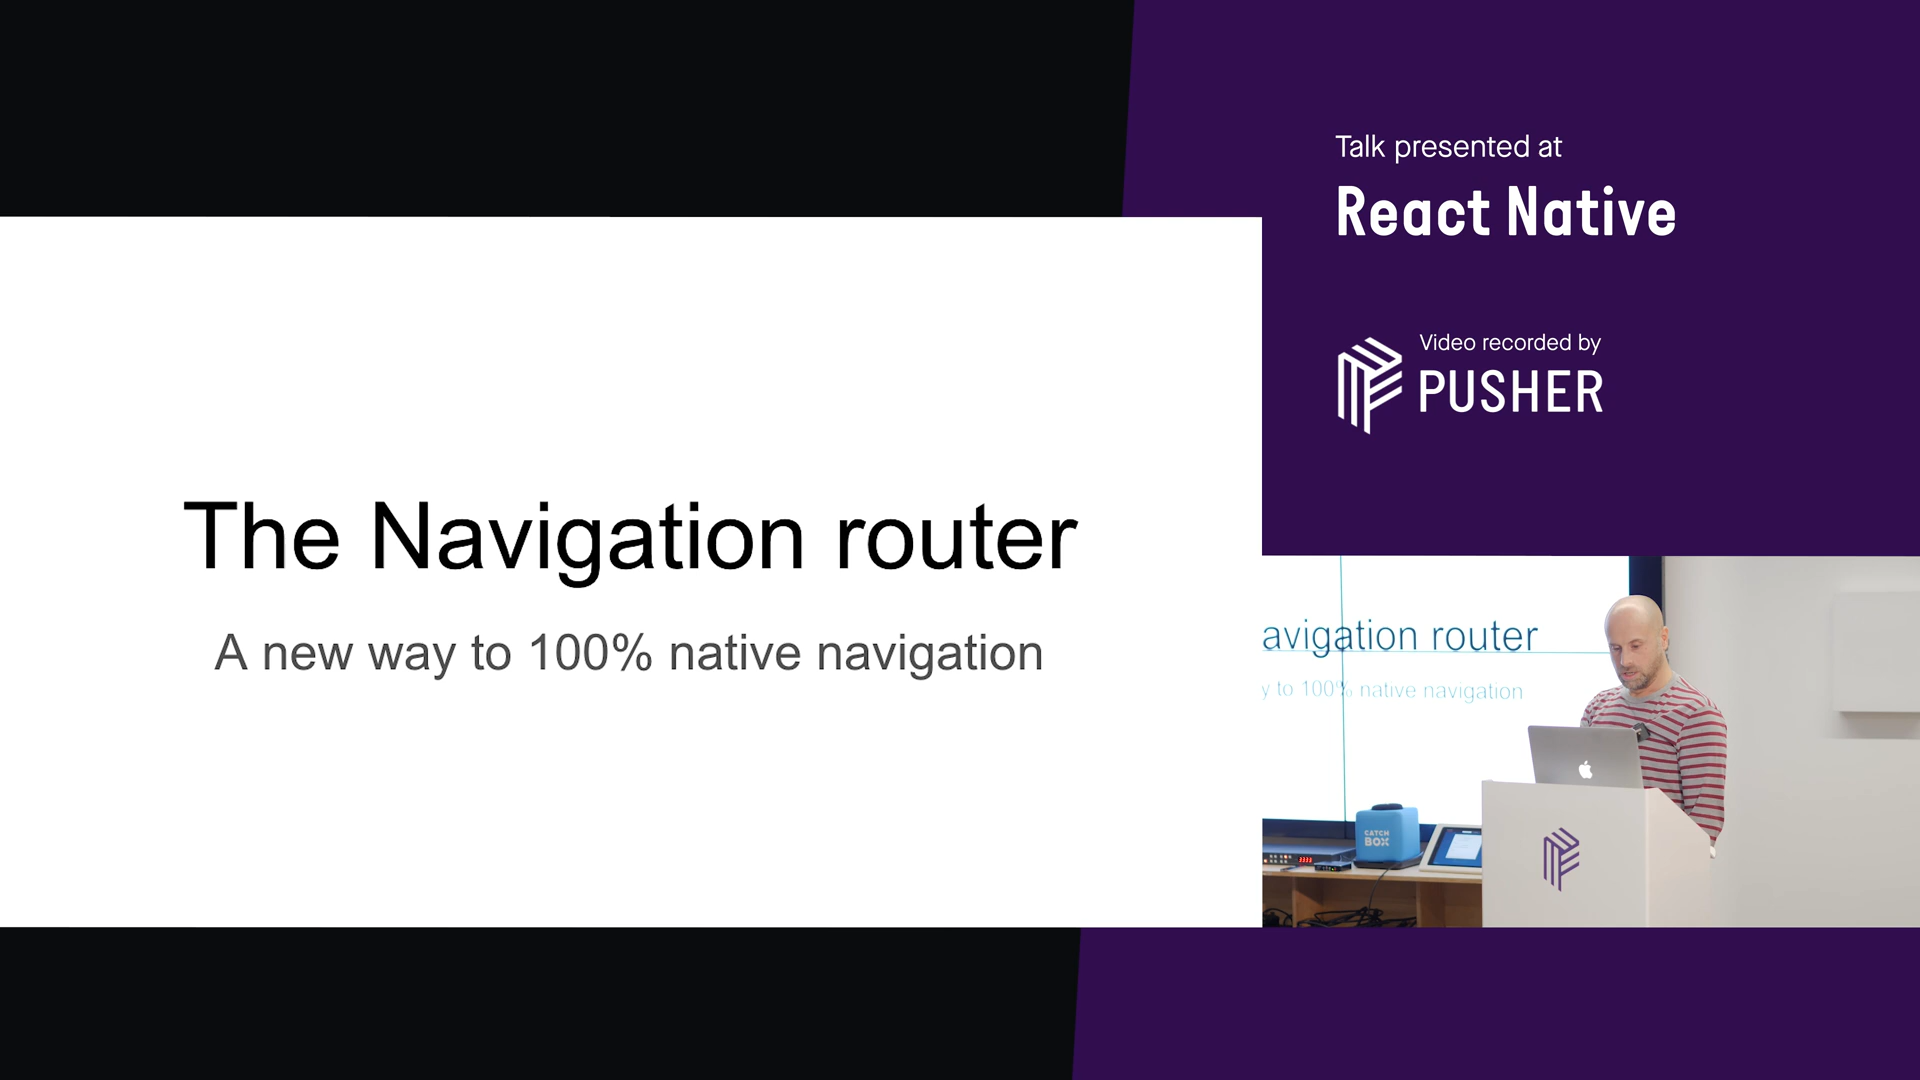 The Navigation router
A new way to 100% native navigation
Talk presented at
React Native
Video recorded by
PUSHER
avigation router
y to 100% native navigation
CATCH
BOX